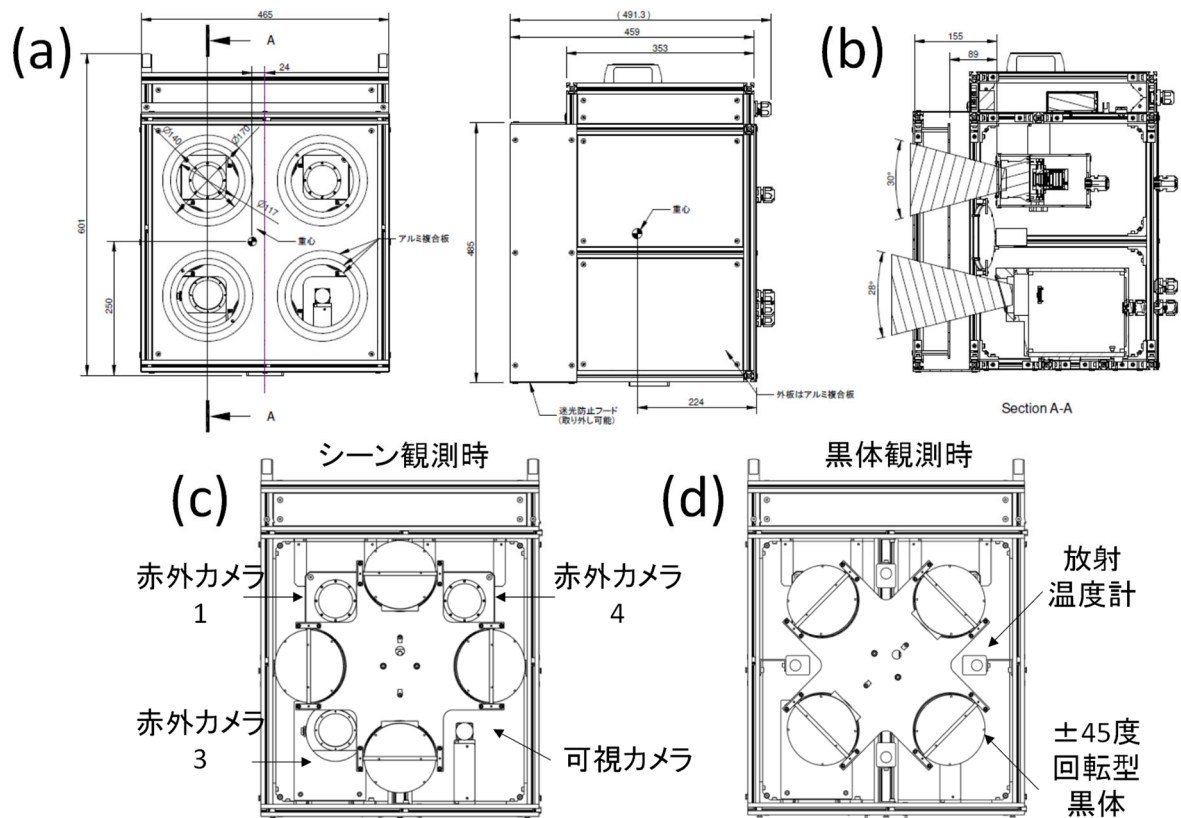 (a)
465
A
24
Ø140
Ø170
Ø117
重心
アルミ複合板
601
250
A
(491.3)
459
353
485
重心
224
迷光防止フード
(取り外し可能)
外板はアルミ複合板
(b)
155
89
30°
28°
Section A-A
シーン観測時
(c)
赤外カメラ
1
赤外カメラ
4
赤外カメラ
3
可視カメラ
黒体観測時
(d)
放射
温度計
±45度
回転型
黒体